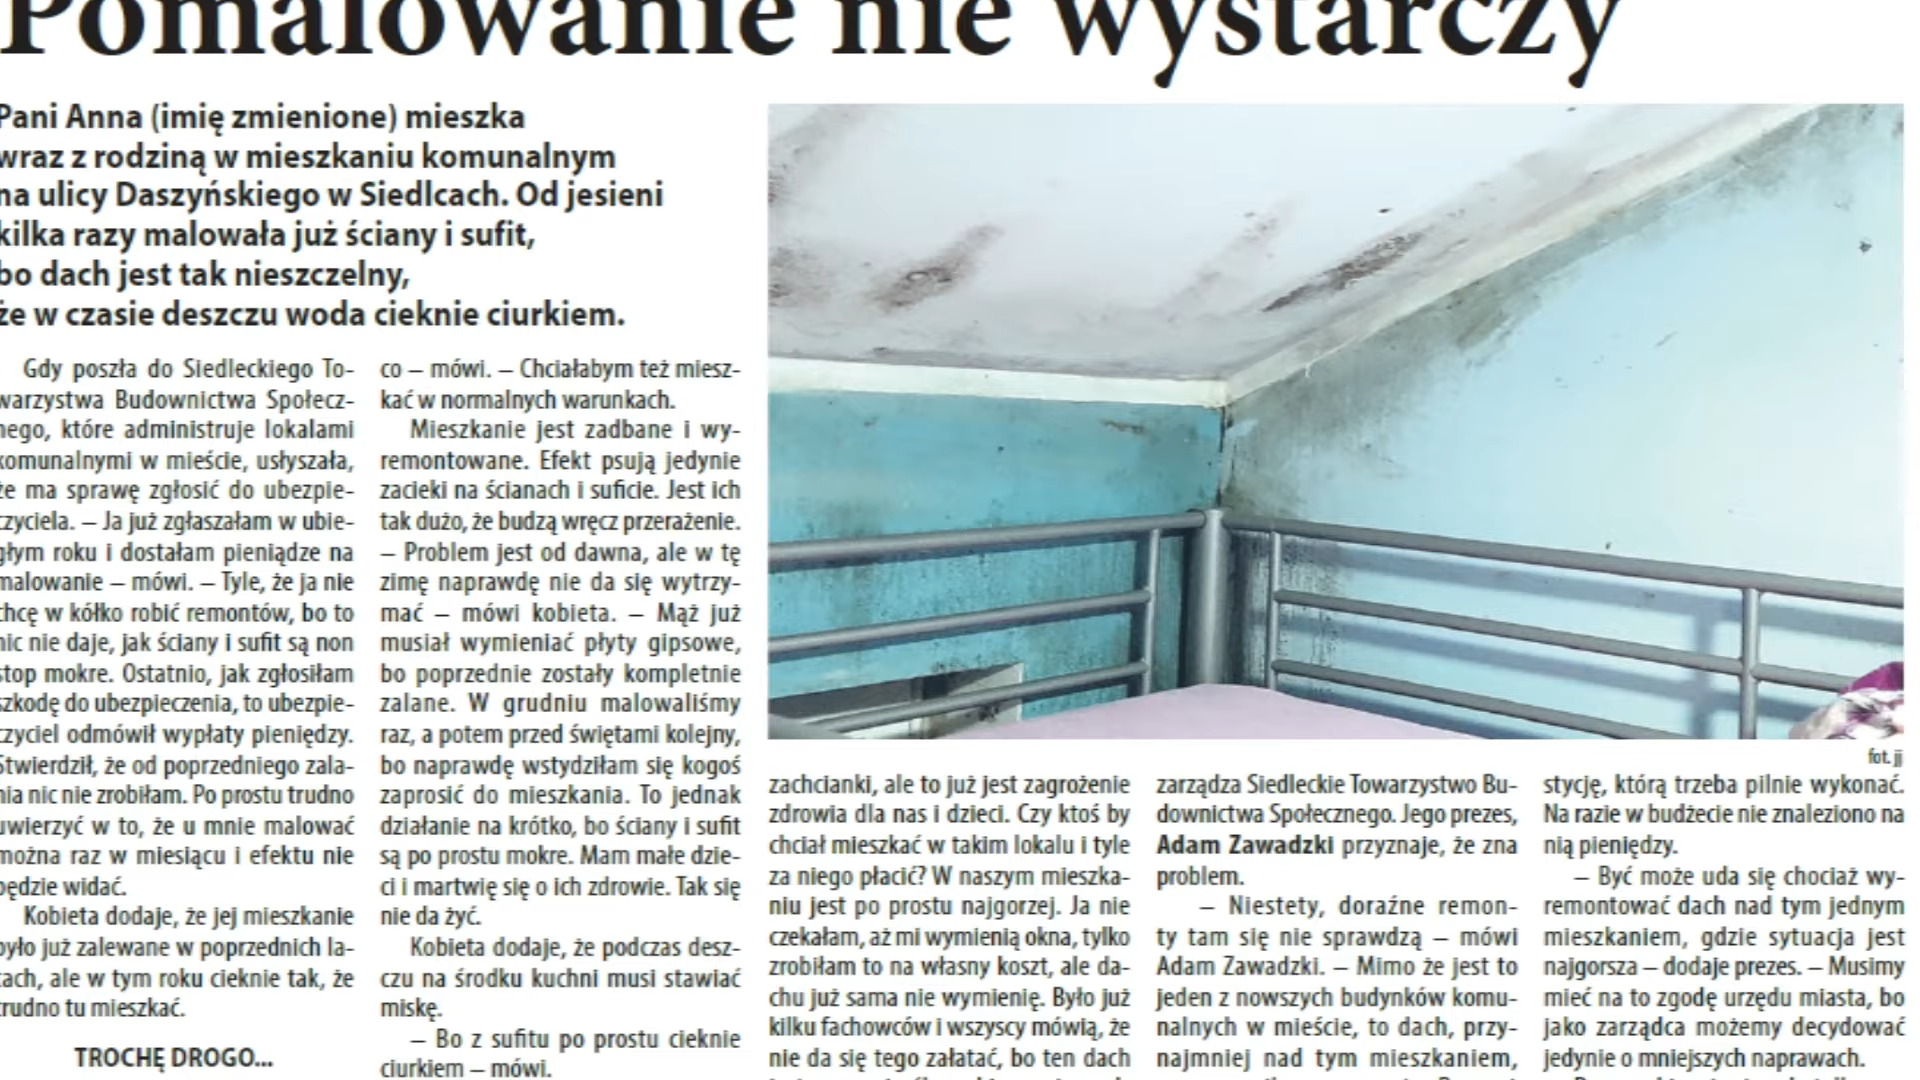 Pomalowanie nie wystarczy
Pani Anna (imię zmienione) mieszka
wraz z rodziną w mieszkaniu komunalnym
na ulicy Daszyńskiego w Siedlcach. Od jesieni
kilka razy malowała już ściany i sufit,
bo dach jest tak nieszczelny,
że w czasie deszczu woda cieknie ciurkiem.
Gdy poszła do Siedleckiego To-
warzystwa Budownictwa Społecz-
nego, które administruje lokalami
komunalnymi w mieście, usłyszała,
że ma sprawę zgłosić do ubezpie-
czyciela. – Ja już zgłaszałam w ubie-
głym roku i dostałam pieniądze na
malowanie – mówi. – Tyle, że ja nie
chcę w kółko robić remontów, bo to
nic nie daje, jak ściany i sufit są non
stop mokre. Ostatnio, jak zgłosiłam
szkodę do ubezpieczenia, to ubezpie-
czyciel odmówił wypłaty pieniędzy.
Stwierdził, że od poprzedniego zala-
nia nic nie zrobiłam. Po prostu trudno
uwierzyć w to, że u mnie malować
można raz w miesiącu i efektu nie
będzie widać.
Kobieta dodaje, że jej mieszkanie
było już zalewane w poprzednich la-
tach, ale w tym roku cieknie tak, że
trudno tu mieszkać.
TROCHĘ DROGO...
co – mówi. – Chciałabym też miesz-
kać w normalnych warunkach.
Mieszkanie jest zadbane i wy-
remontowane. Efekt psują jedynie
zacieki na ścianach i suficie. Jest ich
tak dużo, że budzą wręcz przerażenie.
– Problem jest od dawna, ale w tę
zimę naprawdę nie da się wytrzy-
mać – mówi kobieta. – Mąż już
musiał wymieniać płyty gipsowe,
bo poprzednie zostały kompletnie
zalane. W grudniu malowaliśmy
raz, a potem przed świętami kolejny,
bo naprawdę wstydziłam się kogoś
zaprosić do mieszkania. To jednak
działanie na krótko, bo ściany i sufit
są po prostu mokre. Mam małe dzie-
ci i martwię się o ich zdrowie. Tak się
nie da żyć.
Kobieta dodaje, że podczas desz-
czu na środku kuchni musi stawiać
miskę.
– Bo z sufitu po prostu cieknie
ciurkiem – mówi.
fot. jj
zachcianki, ale to już jest zagrożenie
zdrowia dla nas i dzieci. Czy ktoś by
chciał mieszkać w takim lokalu i tyle
za niego płacić? W naszym mieszka-
niu jest po prostu najgorzej. Ja nie
czekałam, aż mi wymienią okna, tylko
zrobiłam to na własny koszt, ale da-
chu już sama nie wymienię. Było już
kilku fachowców i wszyscy mówią, że
nie da się tego załatać, bo ten dach
zarządza Siedleckie Towarzystwo Bu-
downictwa Społecznego. Jego prezes,
Adam Zawadzki przyznaje, że zna
problem.
– Niestety, doraźne remon-
ty tam się nie sprawdzą – mówi
Adam Zawadzki. – Mimo że jest to
jeden z nowszych budynków komu-
nalnych w mieście, to dach, przy-
najmniej nad tym mieszkaniem,
stycję, którą trzeba pilnie wykonać.
Na razie w budżecie nie znaleziono na
nią pieniędzy.
– Być może uda się chociaż wy-
remontować dach nad tym jednym
mieszkaniem, gdzie sytuacja jest
najgorsza – dodaje prezes. – Musimy
mieć na to zgodę urzędu miasta, bo
jako zarządca możemy decydować
jedynie o mniejszych naprawach.